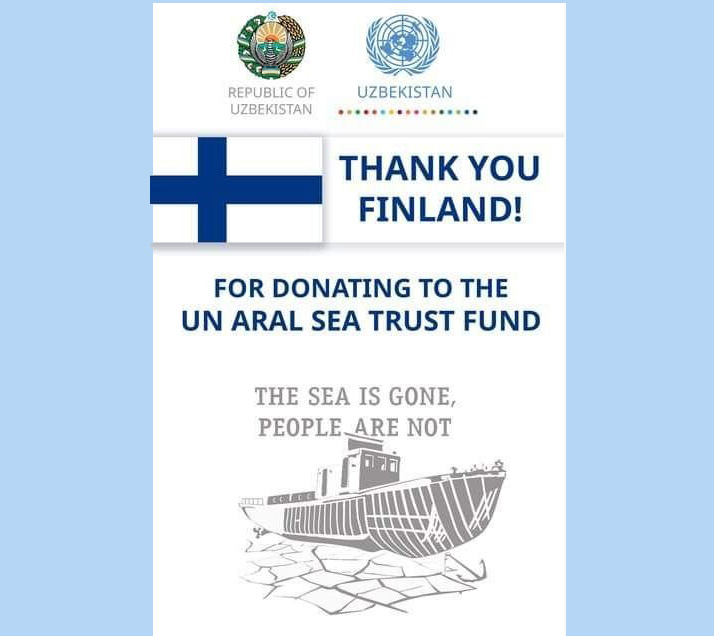 REPUBLIC OF
UZBEKISTAN
UZBEKISTAN
THANK YOU
FINLAND!
FOR DONATING TO THE
UN ARAL SEA TRUST FUND
THE SEA IS GONE,
PEOPLE ARE NOT